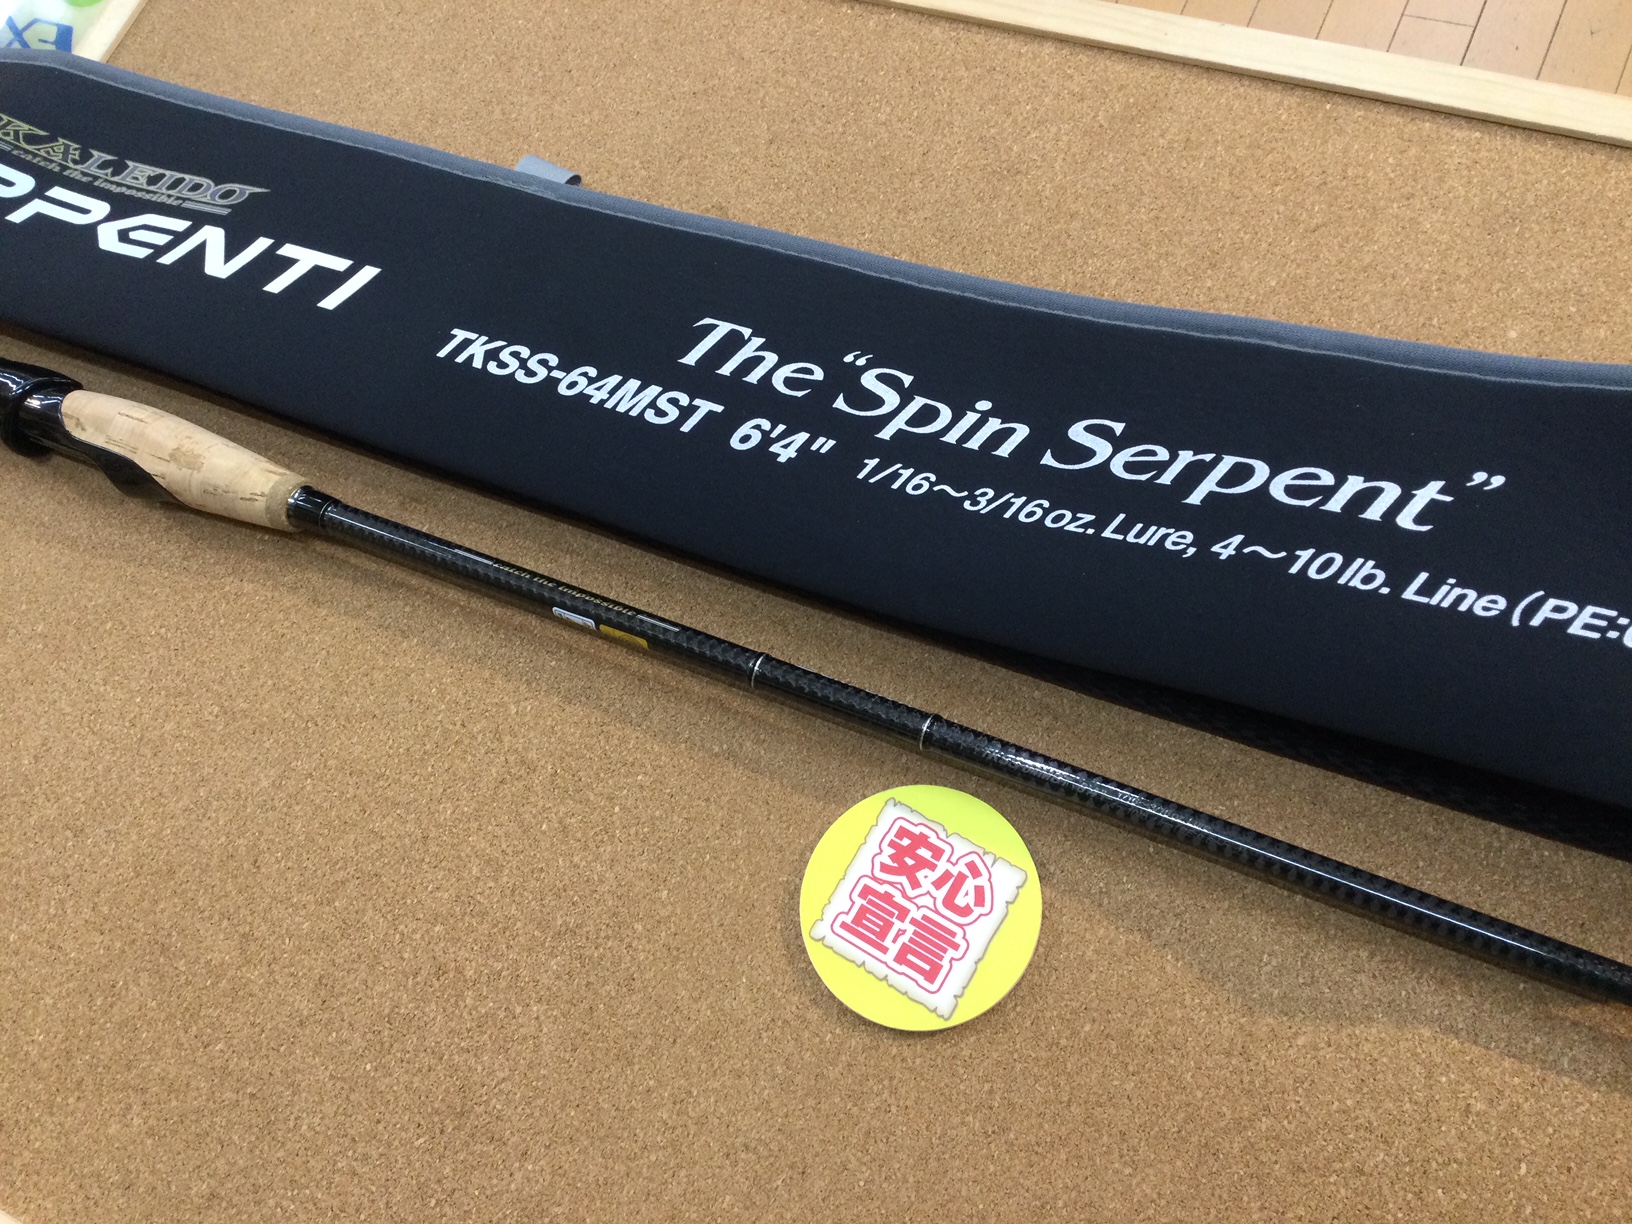 KALEIDO
catch the impossible
PPENTI
The “Spin Serpent”
TKSS-64MST 6'4" 1/16～3/16oz. Lure, 4～10lb. Line (PE:
catch the impossible
安心
宣言